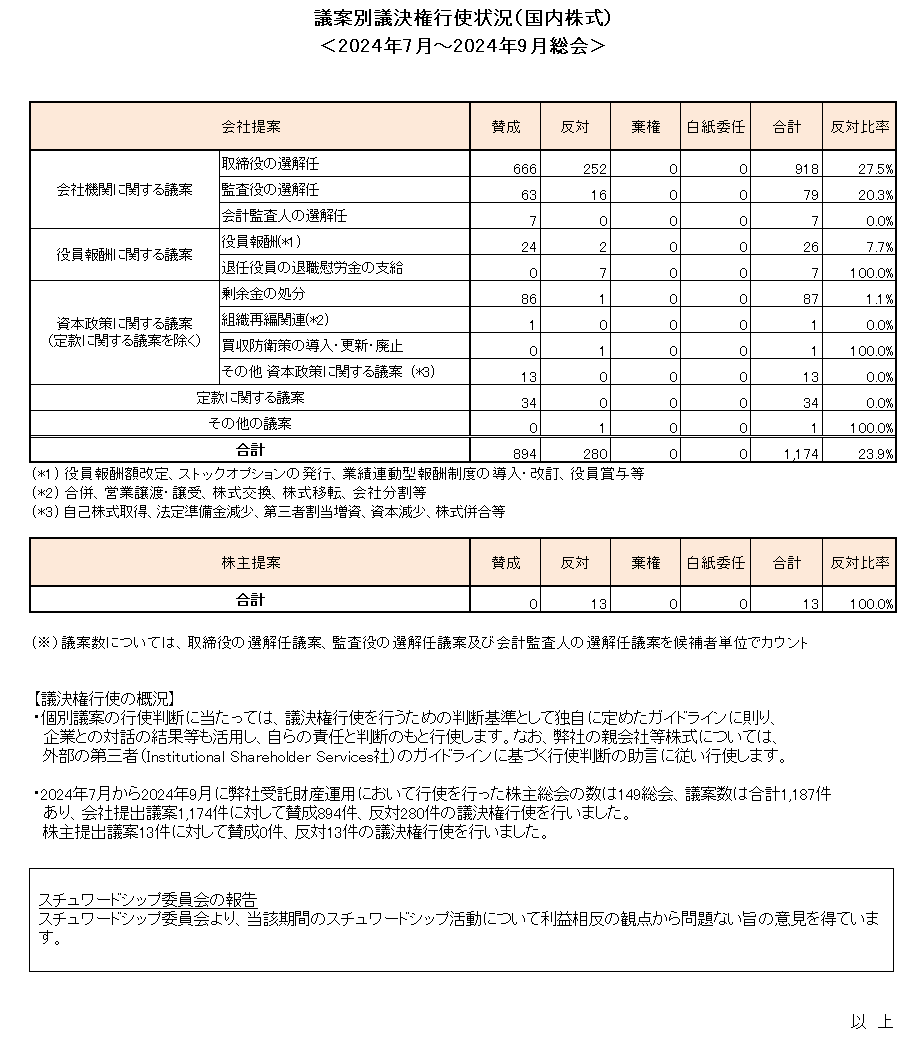 議案別議決権行使状況（国内株式）
＜2024年7月～2024年9月総会＞
会社提案 賛成 反対 棄権 白紙委任 合計 反対比率
会社機関に関する議案 取締役の選解任 666 252 0 0 918 27.5%
監査役の選解任 63 16 0 0 79 20.3%
会計監査人の選解任 7 0 0 0 7 0.0%
役員報酬に関する議案 役員報酬(*1) 24 2 0 0 26 7.7%
退任役員の退職慰労金の支給 0 7 0 0 7 100.0%
資本政策に関する議案
（定款に関する議案を除く） 剰余金の処分 86 1 0 0 87 1.1%
組織再編関連(*2) 1 0 0 0 1 0.0%
買収防衛策の導入・更新・廃止 0 1 0 0 1 100.0%
その他 資本政策に関する議案 （*3） 13 0 0 0 13 0.0%
定款に関する議案 34 0 0 0 34 0.0%
その他の議案 0 1 0 0 1 100.0%
合計 894 280 0 0 1,174 23.9%
（*1）役員報酬額改定、ストックオプションの発行、業績連動型報酬制度の導入・改訂、役員賞与等
（*2）合併、営業譲渡・譲受、株式交換、株式移転、会社分割等
（*3）自己株式取得、法定準備金減少、第三者割当増資、資本減少、株式併合等
株主提案 賛成 反対 棄権 白紙委任 合計 反対比率
合計 0 13 0 0 13 100.0%
（※）議案数については、取締役の選解任議案、監査役の選解任議案及び会計監査人の選解任議案を候補者単位でカウント
【議決権行使の概況】
・個別議案の行使判断に当たっては、議決権行使を行うための判断基準として独自に定めたガイドラインに則り、
企業との対話の結果等も活用し、自らの責任と判断のもと行使します。なお、弊社の親会社等株式については、
外部の第三者（Institutional Shareholder Services社）のガイドラインに基づく行使判断の助言に従い行使します。
・2024年7月から2024年9月に弊社受託財産運用において行使を行った株主総会の数は149総会、議案数は合計1,187件
あり、会社提出議案1,174件に対して賛成894件、反対280件の議決権行使を行いました。
株主提出議案13件に対して賛成0件、反対13件の議決権行使を行いました。
スチュワードシップ委員会の報告
スチュワードシップ委員会より、当該期間のスチュワードシップ活動について利益相反の観点から問題ない旨の意見を得ていま
す。
以 上